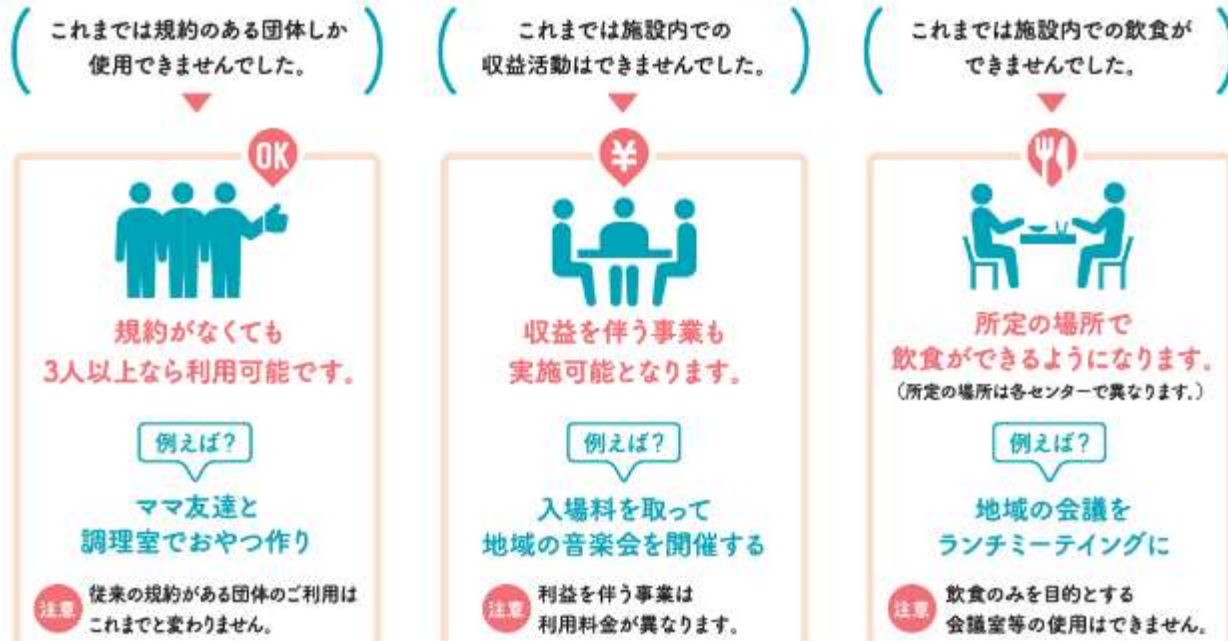 これまでは規約のある団体しか
使用できませんでした。
OK
規約がなくても
3人以上なら利用可能です。
例えば?
ママ友達と
調理室でおやつ作り
注意
従来の規約がある団体のご利用は
これまでと変わりません。
これまでは施設内での
収益活動はできませんでした。
¥
収益を伴う事業も
実施可能となります。
例えば?
入場料を取って
地域の音楽会を開催する
注意
利益を伴う事業は
利用料金が異なります。
これまでは施設内での飲食が
できませんでした。
所定の場所で
飲食ができるようになります。
(所定の場所は各センターで異なります。)
例えば?
地域の会議を
ランチミーテイングに
注意
飲食のみを目的とする
会議室等の使用はできません。